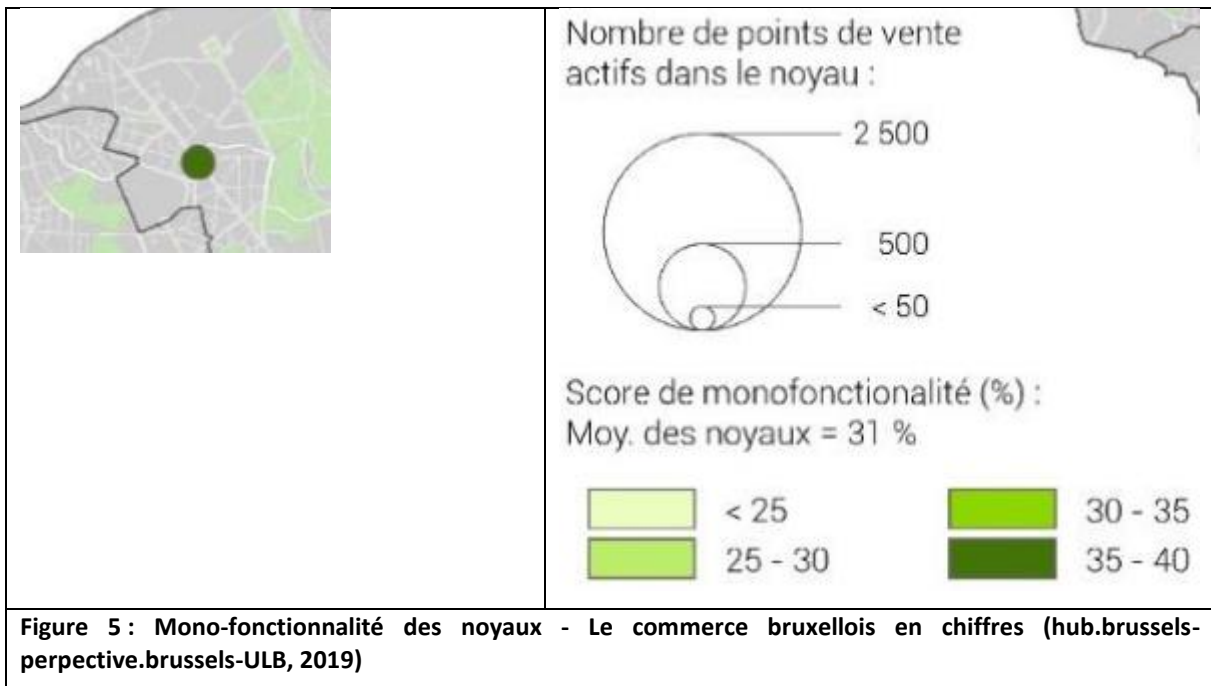 Nombre de points de vente
actifs dans le noyau :
2 500
500
< 50
Score de monofonctionalité (%) :
Moy. des noyaux = 31 %
< 25
30 - 35
25 - 30
35 - 40
Figure 5 : Mono-fonctionnalité des noyaux - Le commerce bruxellois en chiffres (hub.brussels-
perpective.brussels-ULB, 2019)